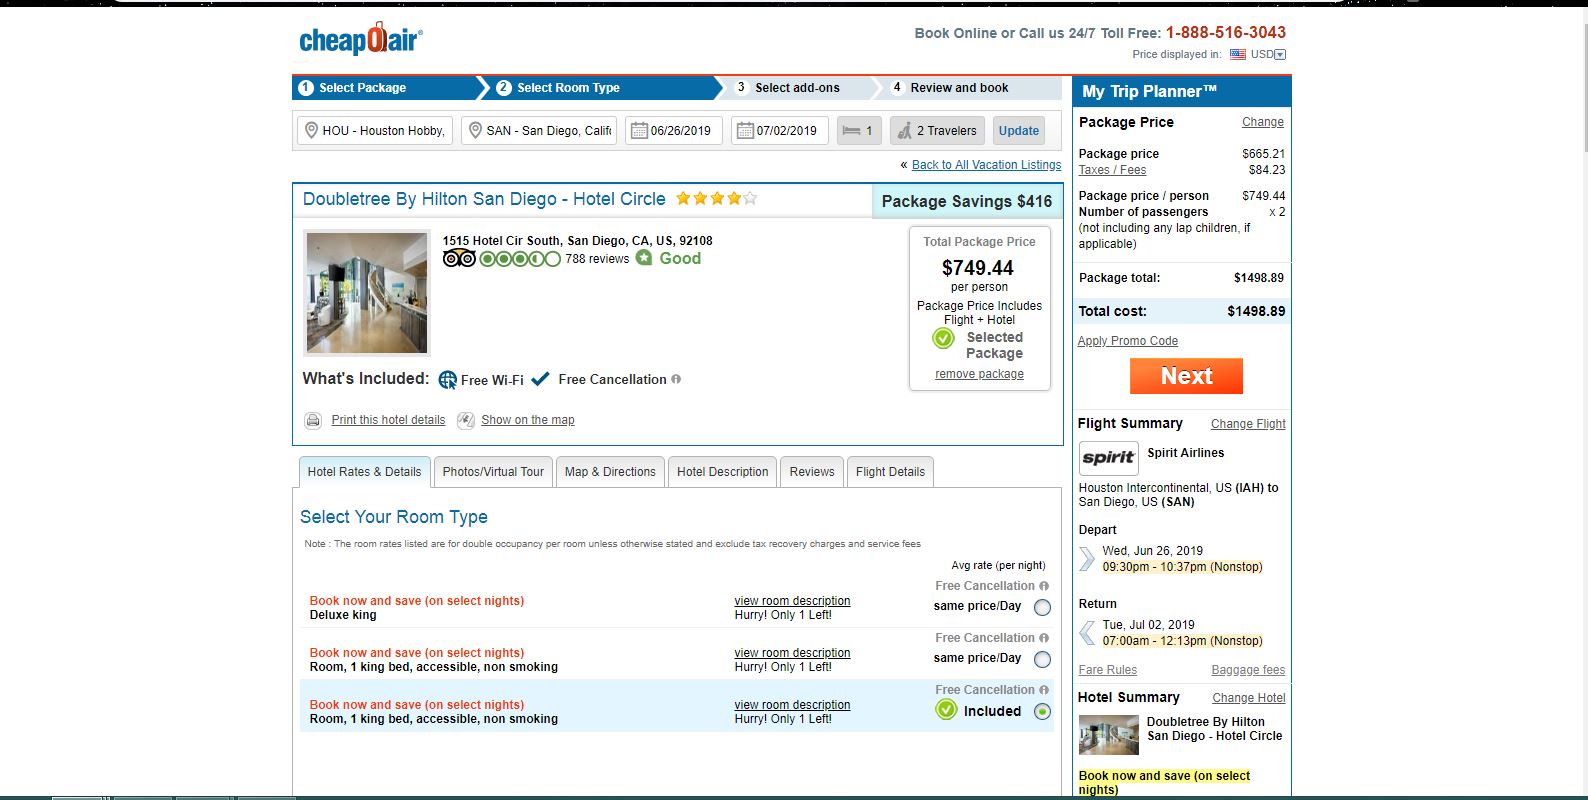 cheapOair®
Book Online or Call us 24/7 Toll Free: 1-888-516-3043
Price displayed in: USD
1 Select Package
2 Select Room Type
3 Select add-ons
4 Review and book
HOU - Houston Hobby,
SAN - San Diego, Califo
06/26/2019
07/02/2019
1
2 Travelers
Update
« Back to All Vacation Listings
Doubletree By Hilton San Diego - Hotel Circle
Package Savings $416
1515 Hotel Cir South, San Diego, CA, US, 92108
788 reviews Good
Total Package Price
$749.44
per person
Package Price Includes
Flight + Hotel
Selected
Package
remove package
What's Included: Free Wi-Fi Free Cancellation
Print this hotel details
Show on the map
Hotel Rates & Details
Photos/Virtual Tour
Map & Directions
Hotel Description
Reviews
Flight Details
Select Your Room Type
Note : The room rates listed are for double occupancy per room unless otherwise stated and exclude tax recovery charges and service fees
Avg rate (per night)
Free Cancellation
Book now and save (on select nights)
Deluxe king
view room description
Hurry! Only 1 Left!
same price/Day
Free Cancellation
Book now and save (on select nights)
Room, 1 king bed, accessible, non smoking
view room description
Hurry! Only 1 Left!
same price/Day
Free Cancellation
Book now and save (on select nights)
Room, 1 king bed, accessible, non smoking
view room description
Hurry! Only 1 Left!
Included
My Trip Planner™
Package Price Change
Package price $665.21
Taxes / Fees $84.23
Package price / person $749.44
Number of passengers x 2
(not including any lap children, if
applicable)
Package total: $1498.89
Total cost: $1498.89
Apply Promo Code
Next
Flight Summary Change Flight
spirit
Spirit Airlines
Houston Intercontinental, US (IAH) to
San Diego, US (SAN)
Depart
Wed, Jun 26, 2019
09:30pm - 10:37pm (Nonstop)
Return
Tue, Jul 02, 2019
07:00am - 12:13pm (Nonstop)
Fare Rules Baggage fees
Hotel Summary Change Hotel
Doubletree By Hilton
San Diego - Hotel Circle
Book now and save (on select
nights)